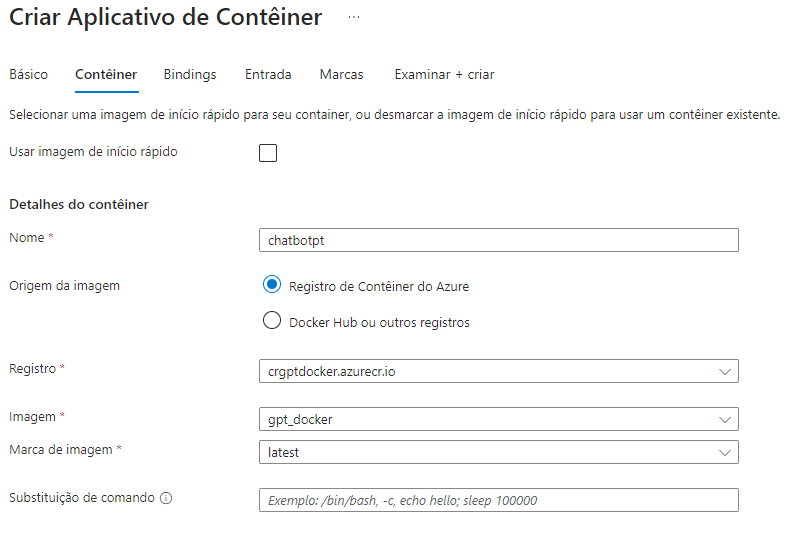 Criar Aplicativo de Contêiner ...
Básico Contêiner Bindings Entrada Marcas Examinar + criar
Selecionar uma imagem de início rápido para seu container, ou desmarcar a imagem de início rápido para usar um contêiner existente.
Usar imagem de início rápido
Detalhes do contêiner
Nome * chatbotpt
Origem da imagem Registro de Contêiner do Azure
Docker Hub ou outros registros
Registro * crgptdocker.azurecr.io
Imagem * gpt_docker
Marca de imagem * latest
Substituição de comando Exemplo: /bin/bash, -c, echo hello; sleep 100000